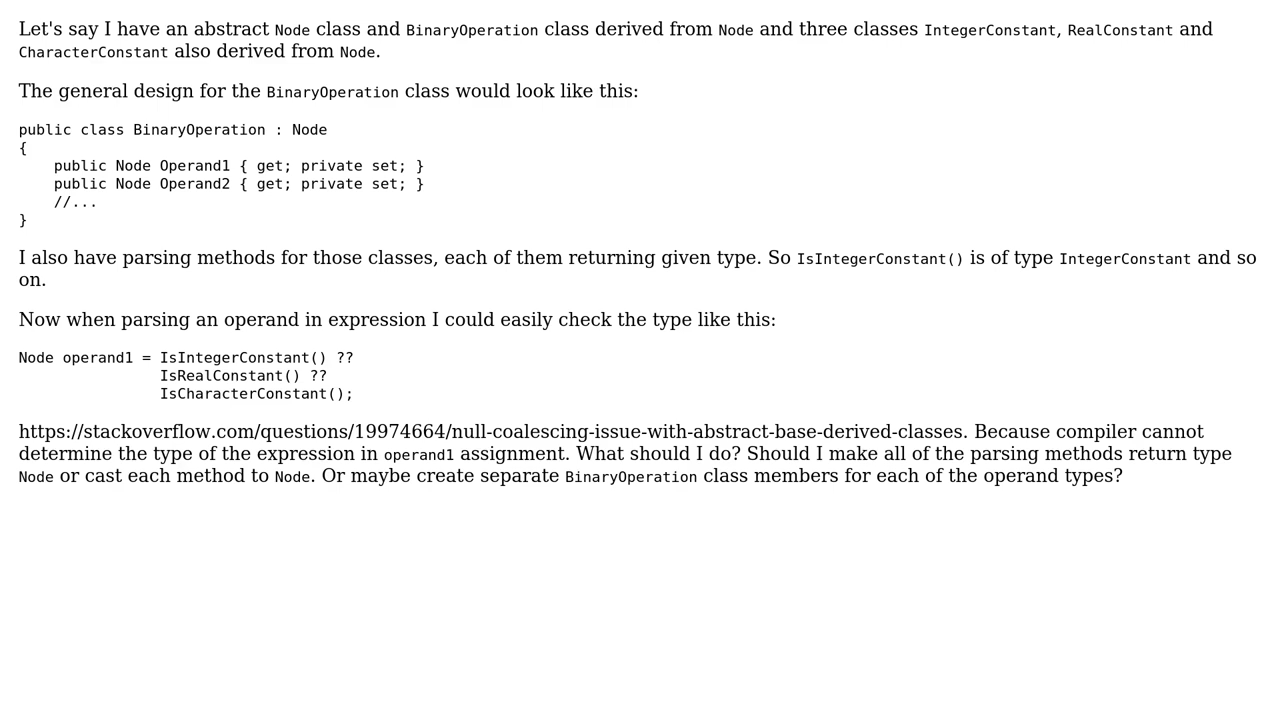 Let's say I have an abstract Node class and BinaryOperation class derived from Node and three classes IntegerConstant, RealConstant and
CharacterConstant also derived from Node.
The general design for the BinaryOperation class would look like this:
public class BinaryOperation : Node
{
    public Node Operand1 { get; private set; }
    public Node Operand2 { get; private set; }
    //...
}
I also have parsing methods for those classes, each of them returning given type. So IsIntegerConstant() is of type IntegerConstant and so
on.
Now when parsing an operand in expression I could easily check the type like this:
Node operand1 = IsIntegerConstant() ??
                IsRealConstant() ??
                IsCharacterConstant();
https://stackoverflow.com/questions/19974664/null-coalescing-issue-with-abstract-base-derived-classes. Because compiler cannot
determine the type of the expression in operand1 assignment. What should I do? Should I make all of the parsing methods return type
Node or cast each method to Node. Or maybe create separate BinaryOperation class members for each of the operand types?